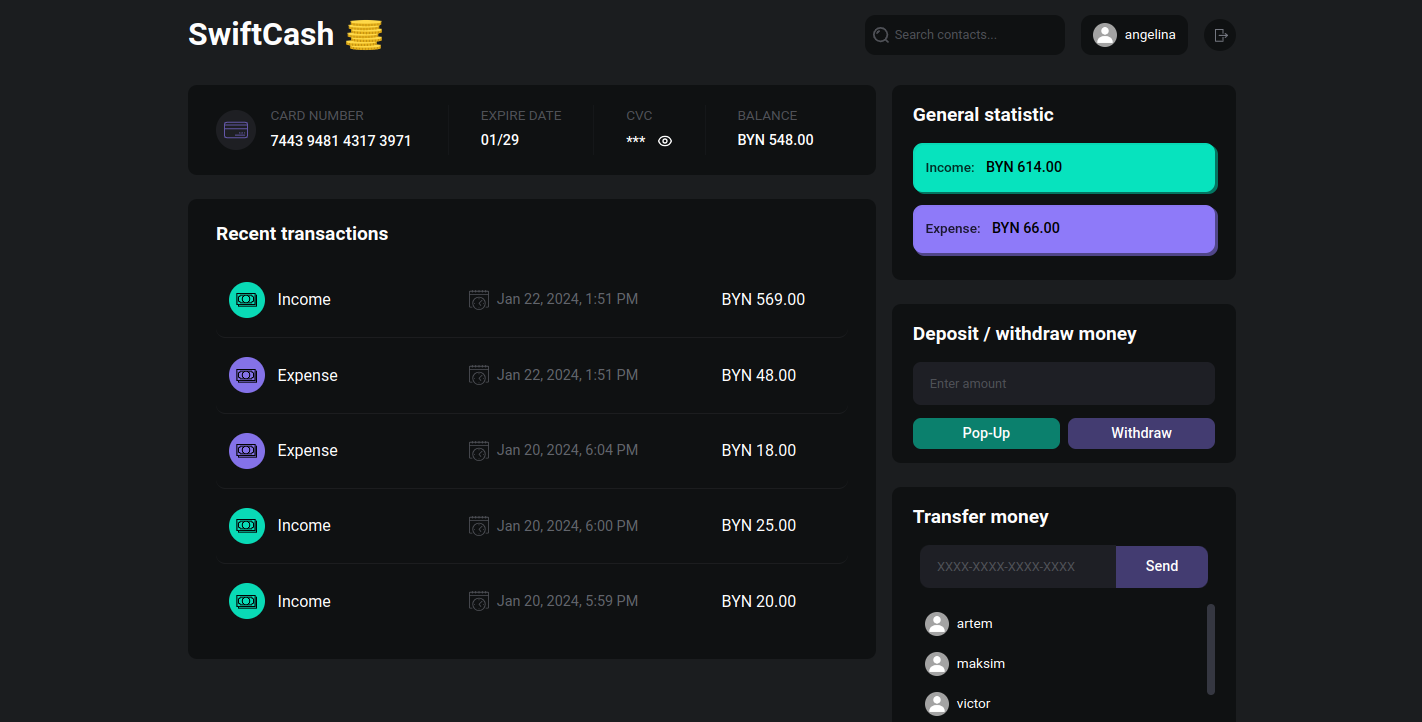 SwiftCash
Search contacts...
angelina
CARD NUMBER
7443 9481 4317 3971
EXPIRE DATE
01/29
CVC
***
BALANCE
BYN 548.00
Recent transactions
Income Jan 22, 2024, 1:51 PM BYN 569.00
Expense Jan 22, 2024, 1:51 PM BYN 48.00
Expense Jan 20, 2024, 6:04 PM BYN 18.00
Income Jan 20, 2024, 6:00 PM BYN 25.00
Income Jan 20, 2024, 5:59 PM BYN 20.00
General statistic
Income: BYN 614.00
Expense: BYN 66.00
Deposit / withdraw money
Enter amount
Pop-Up Withdraw
Transfer money
XXXX-XXXX-XXXX-XXXX Send
artem
maksim
victor